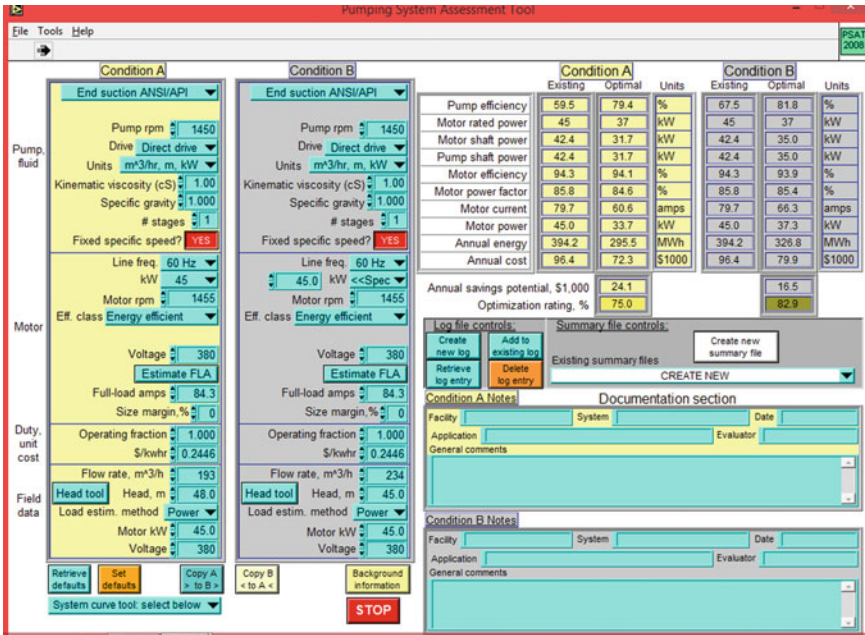 Pumping System Assessment Tool
File Tools Help
PSAT 2008
Condition A
Condition B
Pump, fluid
End suction ANSI/API
Pump rpm 1450
Drive Direct drive
Units m^3/hr, m, kW
Kinematic viscosity (cS) 1.00
Specific gravity 1.000
# stages 1
Fixed specific speed? YES
End suction ANSI/API
Pump rpm 1450
Drive Direct drive
Units m^3/hr, m, kW
Kinematic viscosity (cS) 1.00
Specific gravity 1.000
# stages 1
Fixed specific speed? YES
Motor
Line freq. 60 Hz
kW 45
Motor rpm 1455
Eff. class Energy efficient
Voltage 380
Estimate FLA
Full-load amps 84.3
Size margin,% 0
Line freq. 60 Hz
45.0 kW <<Spec
Motor rpm 1455
Eff. class Energy efficient
Voltage 380
Estimate FLA
Full-load amps 84.3
Size margin,% 0
Duty, unit cost
Operating fraction 1.000
$/kwhr 0.2446
Operating fraction 1.000
$/kwhr 0.2446
Field data
Flow rate, m^3/h 193
Head tool Head, m 48.0
Load estim. method Power
Motor kW 45.0
Voltage 380
Flow rate, m^3/h 234
Head tool Head, m 45.0
Load estim. method Power
Motor kW 45.0
Voltage 380
Retrieve defaults
Set defaults
Copy A > to B >
Copy B < to A <
Background information
System curve tool: select below
STOP
Condition A Condition B
Existing Optimal Units Existing Optimal Units
Pump efficiency 59.5 79.4 % 67.5 81.8 %
Motor rated power 45 37 kW 45 37 kW
Motor shaft power 42.4 31.7 kW 42.4 35.0 kW
Pump shaft power 42.4 31.7 kW 42.4 35.0 kW
Motor efficiency 94.3 94.1 % 94.3 93.9 %
Motor power factor 85.8 84.6 % 85.8 85.4 %
Motor current 79.7 60.6 amps 79.7 66.3 amps
Motor power 45.0 33.7 kW 45.0 37.3 kW
Annual energy 394.2 295.5 MWh 394.2 326.8 MWh
Annual cost 96.4 72.3 $1000 96.4 79.9 $1000
Annual savings potential, $1,000 24.1 16.5
Optimization rating, % 75.0 82.9
Log file controls:
Create new log
Add to existing log
Retrieve log entry
Delete log entry
Summary file controls:
Create new summary file
Existing summary files
CREATE NEW
Condition A Notes
Documentation section
Facility System Date
Application Evaluator
General comments
Condition B Notes
Facility System Date
Application Evaluator
General comments